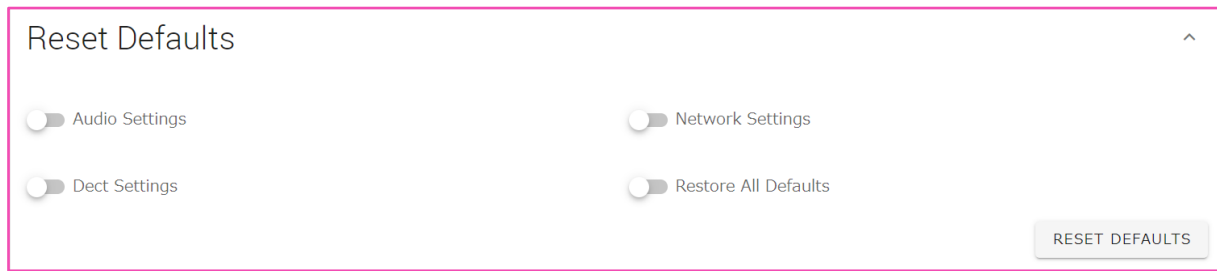 Reset Defaults
Audio Settings
Network Settings
Dect Settings
Restore All Defaults
RESET DEFAULTS